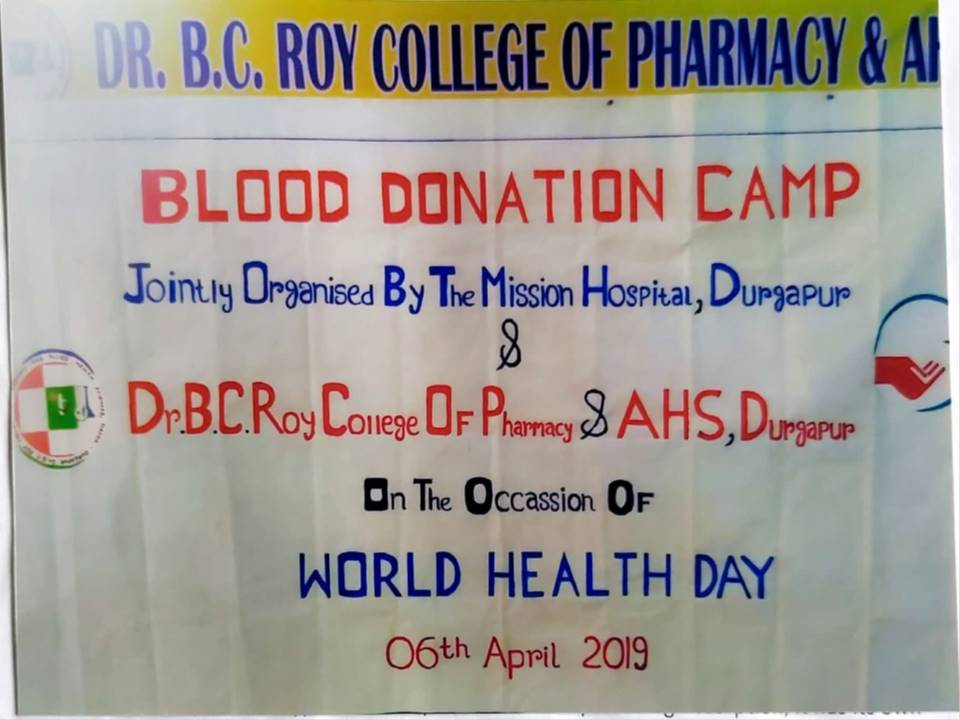 DR. B.C. ROY COLLEGE OF PHARMACY & AH
BLOOD DONATION CAMP
Jointly Organised By The Mission Hospital, Durgapur
&
Dr.B.C.Roy College Of Pharmacy & AHS, Durgapur
On The Occassion Of
WORLD HEALTH DAY
06th April 2019